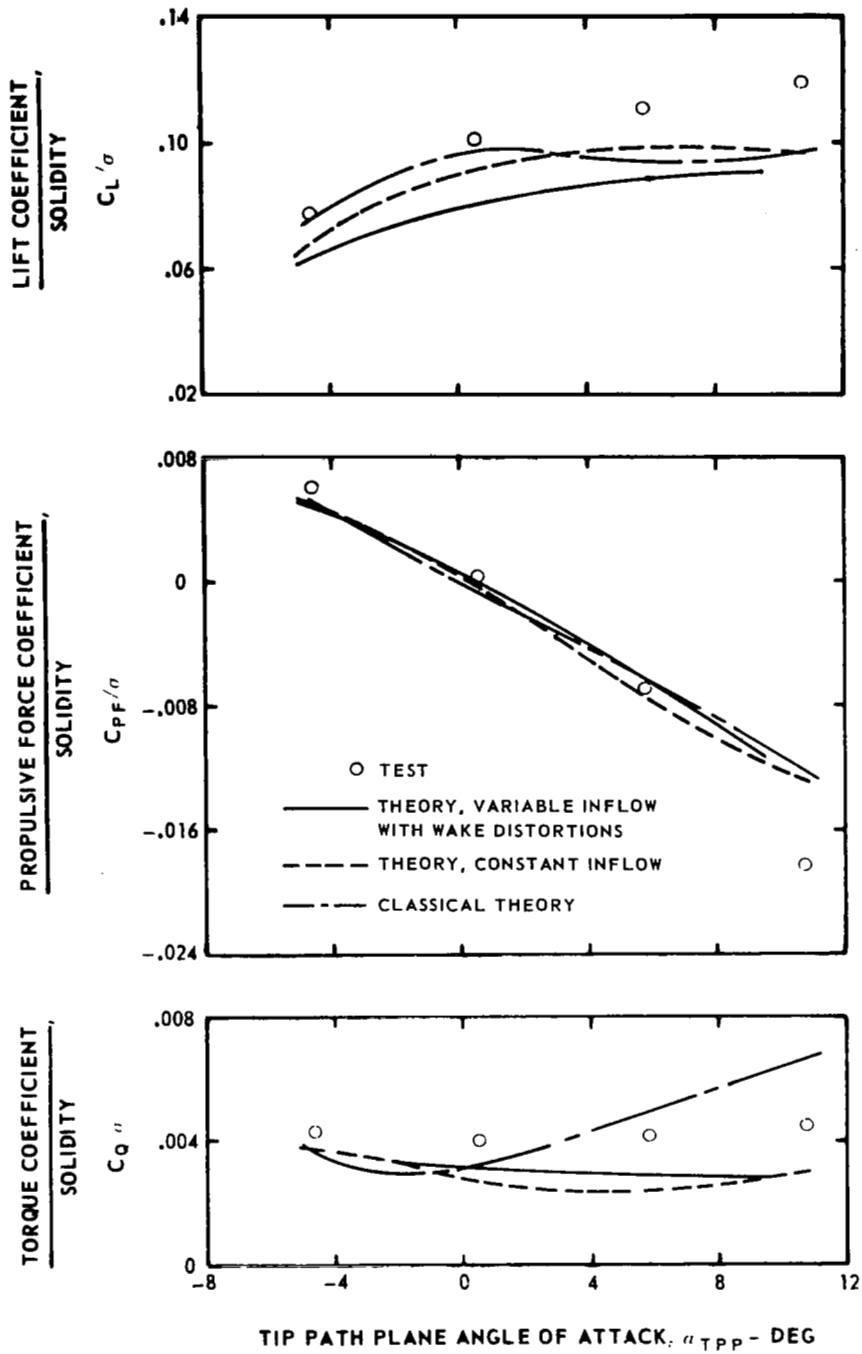 LIFT COEFFICIENT,
SOLIDITY
C_L/σ
.14
.10
.06
.02
PROPULSIVE FORCE COEFFICIENT,
SOLIDITY
C_PF/σ
.008
0
-.008
-.016
-.024
TEST
THEORY, VARIABLE INFLOW
WITH WAKE DISTORTIONS
THEORY, CONSTANT INFLOW
CLASSICAL THEORY
TORQUE COEFFICIENT,
SOLIDITY
C_Q
.008
.004
0
-8
-4
0
4
8
12
TIP PATH PLANE ANGLE OF ATTACK, α_TPP - DEG